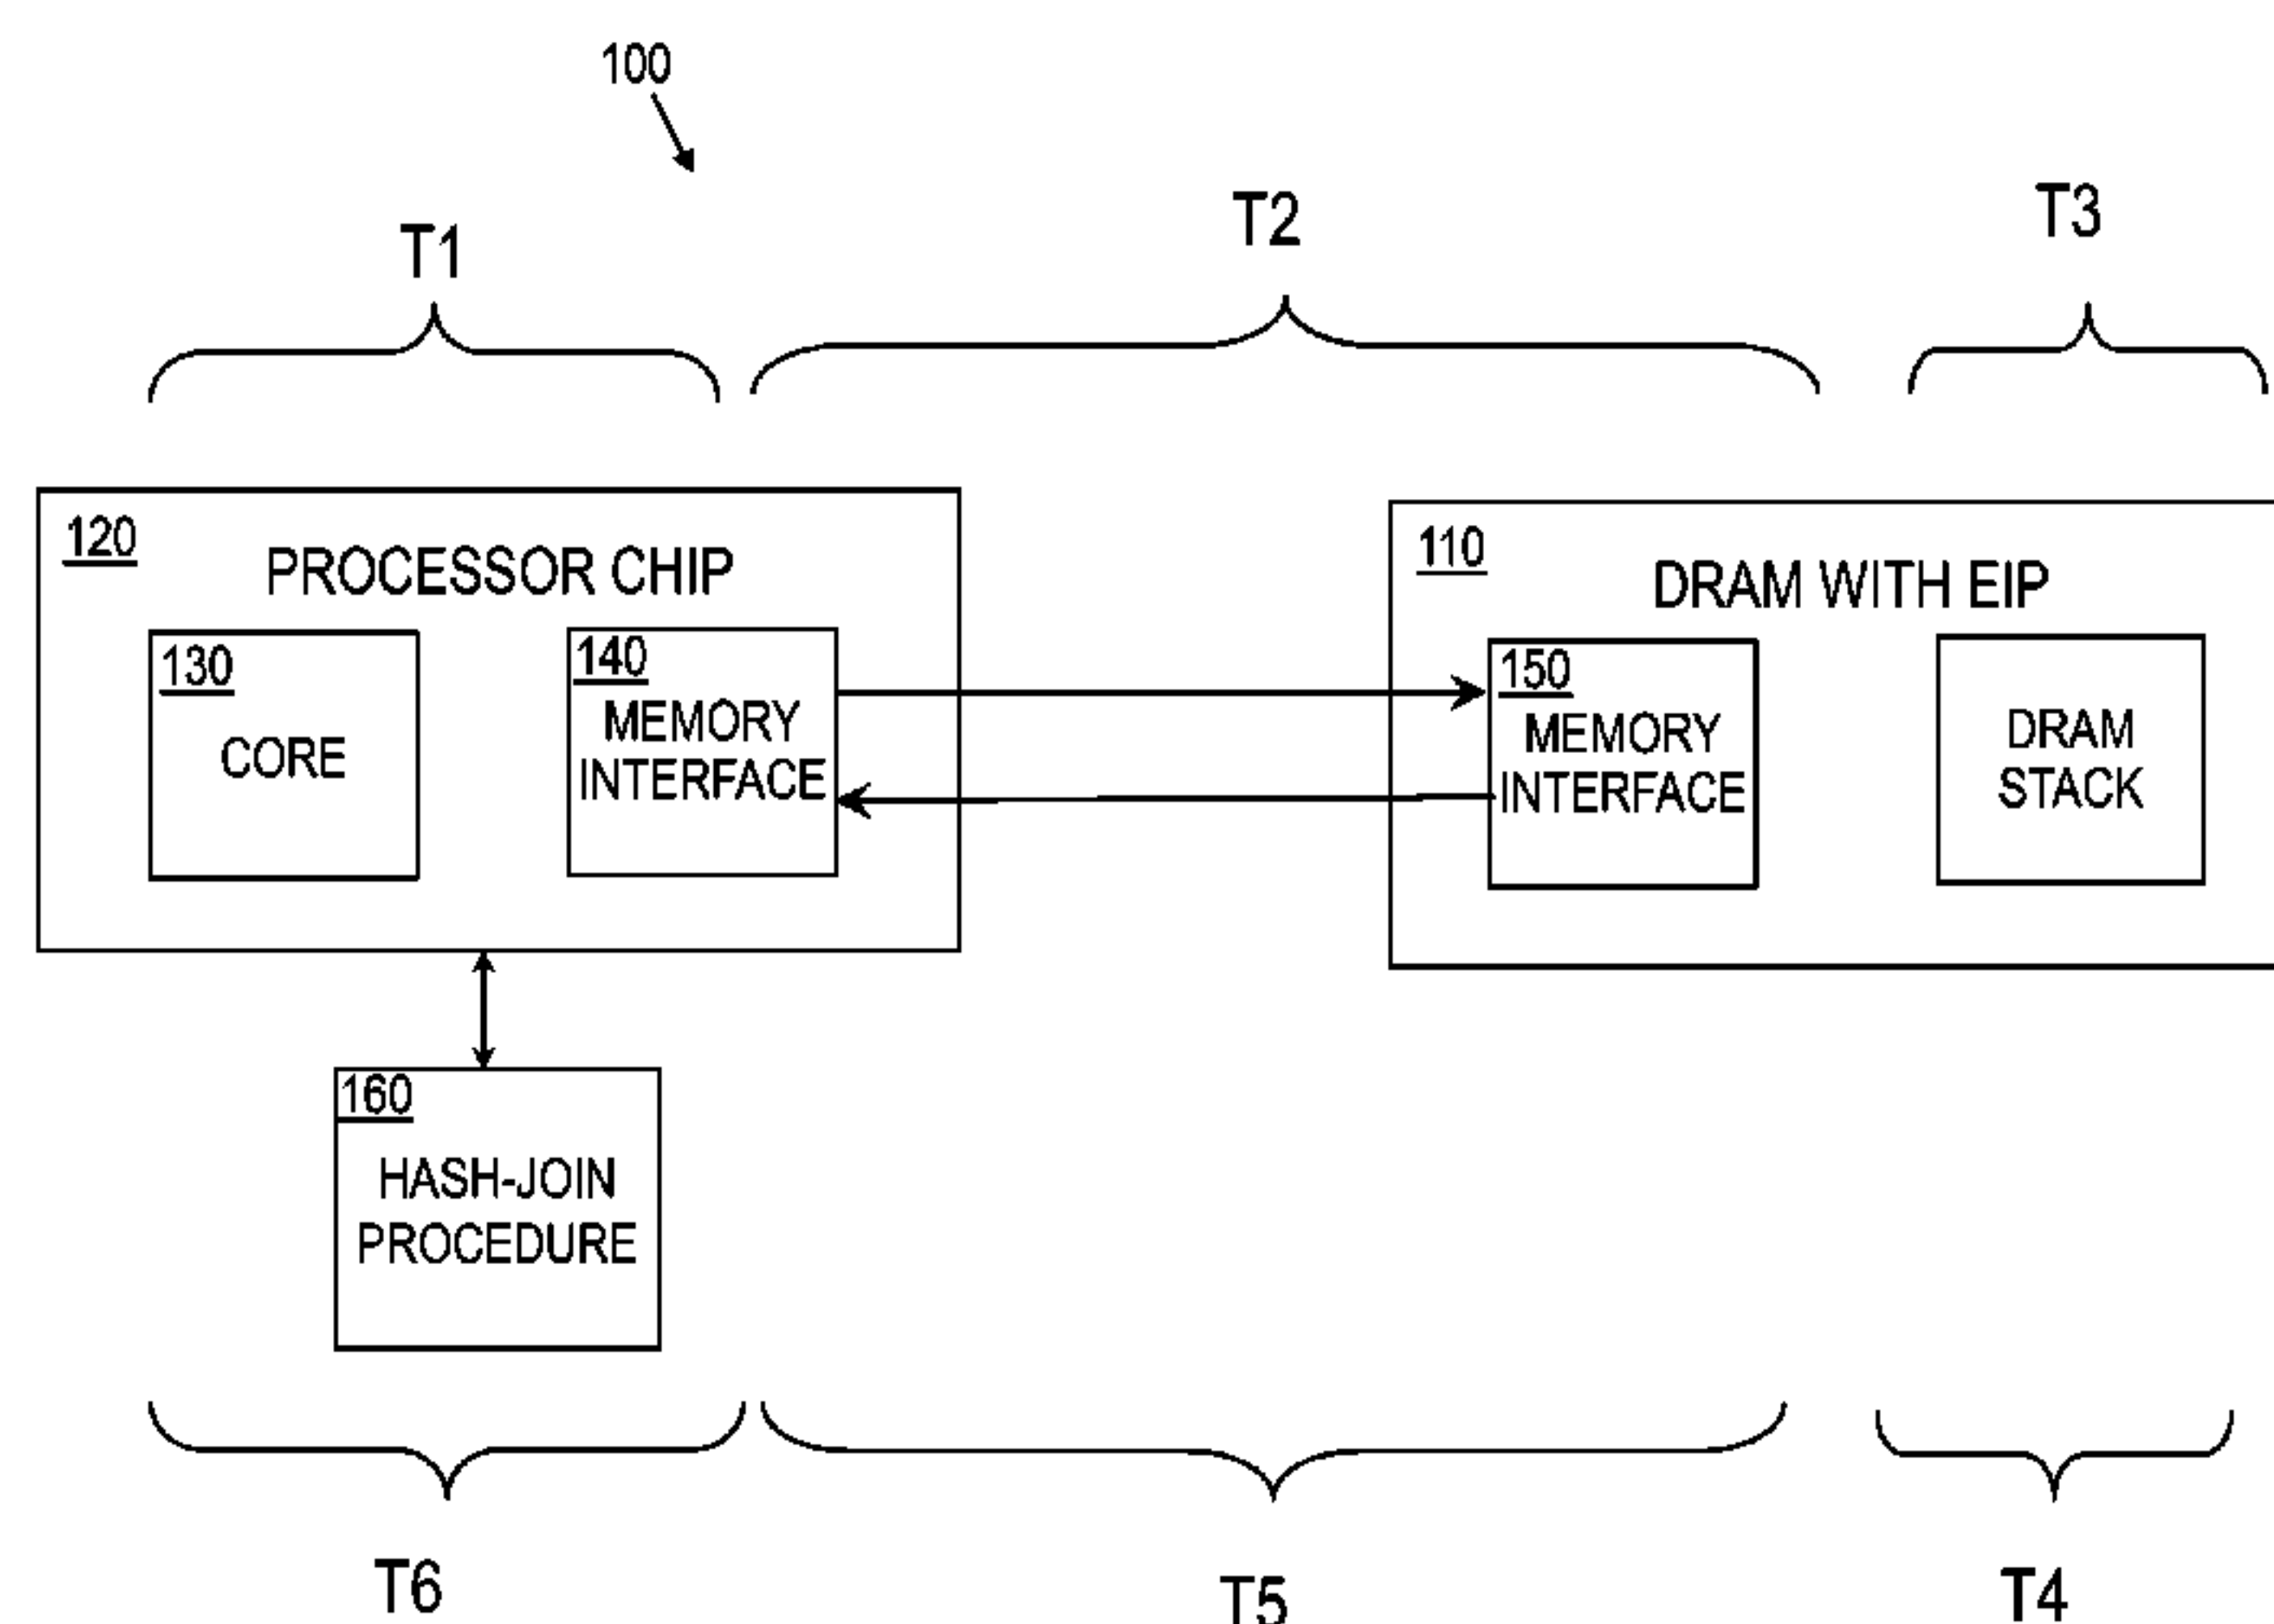 100
T1
T2
T3
120
PROCESSOR CHIP
130
CORE
140
MEMORY
INTERFACE
110
DRAM WITH EIP
150
MEMORY
INTERFACE
DRAM
STACK
160
HASH-JOIN
PROCEDURE
T6
T5
T4